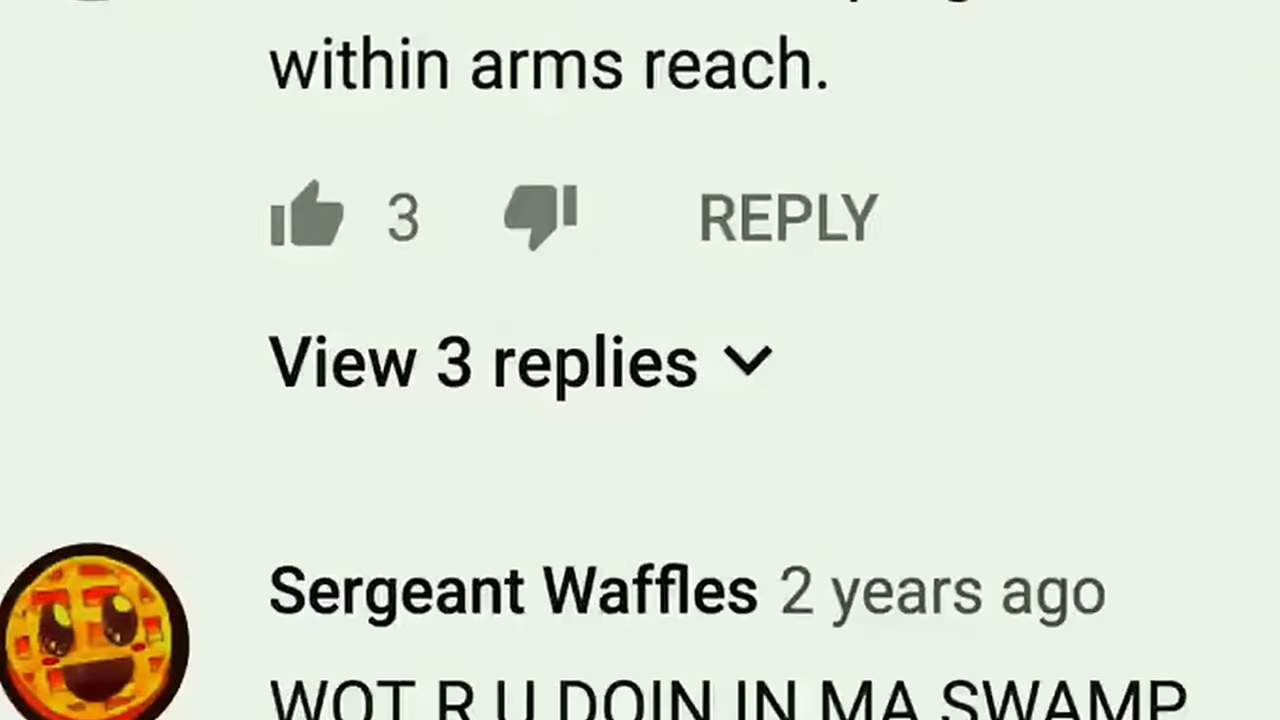 within arms reach.
3 REPLY
View 3 replies
Sergeant Waffles 2 years ago
WOT R U DOIN IN MA SWAMP